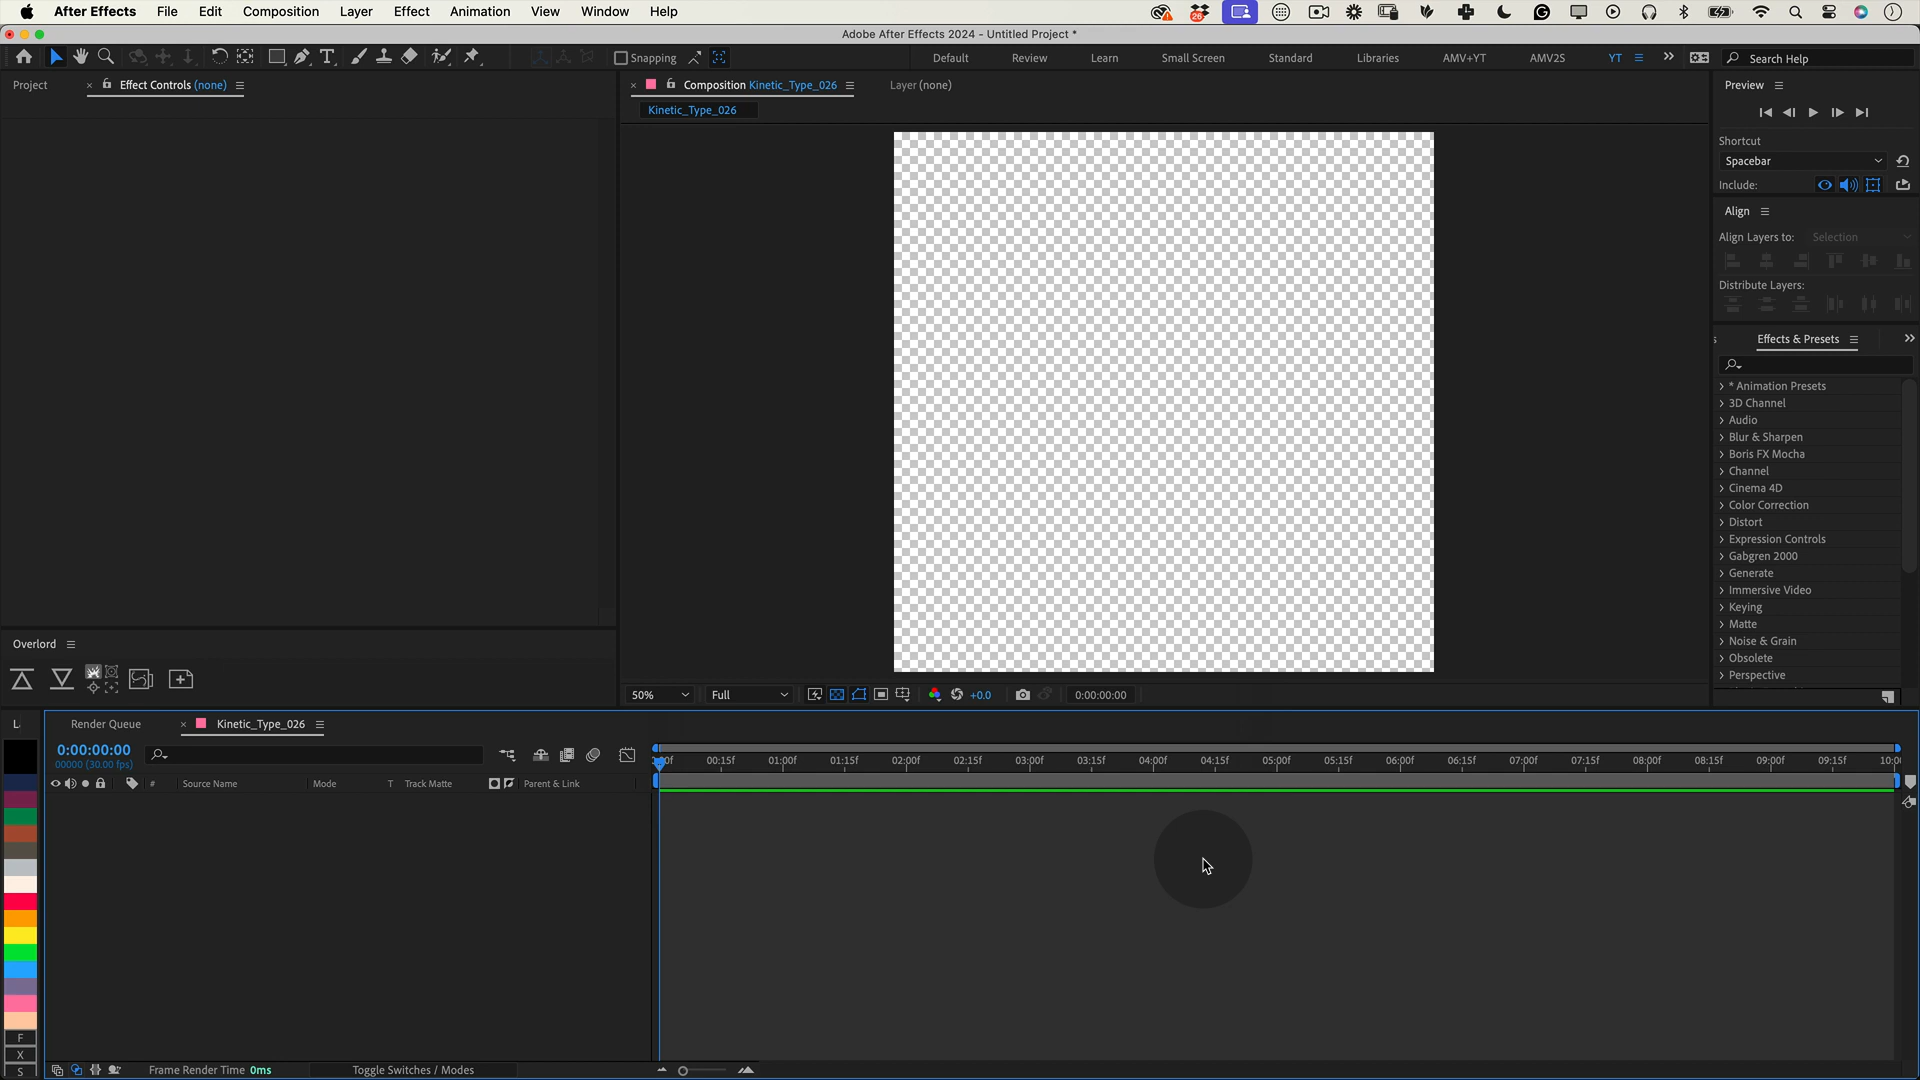 After Effects File Edit Composition Layer Effect Animation View Window Help
26
Adobe After Effects 2024 - Untitled Project *
Snapping
Default Review Learn Small Screen Standard Libraries AMV+YT AMV2S YT
Search Help
Project
Effect Controls (none)
Composition Kinetic_Type_026
Layer (none)
Kinetic_Type_026
Preview
Shortcut
Spacebar
Include:
Align
Align Layers to: Selection
Distribute Layers:
Effects & Presets
* Animation Presets
3D Channel
Audio
Blur & Sharpen
Boris FX Mocha
Channel
Cinema 4D
Color Correction
Distort
Expression Controls
Gabgren 2000
Generate
Immersive Video
Keying
Matte
Noise & Grain
Obsolete
Perspective
Overlord
50% Full +0.0 0:00:00:00
Render Queue
Kinetic_Type_026
0:00:00:00
00000 (30.00 fps)
00:15f 01:00f 01:15f 02:00f 02:15f 03:00f 03:15f 04:00f 04:15f 05:00f 05:15f 06:00f 06:15f 07:00f 07:15f 08:00f 08:15f 09:00f 09:15f
# Source Name Mode T Track Matte Parent & Link
F
X
S
Frame Render Time 0ms
Toggle Switches / Modes